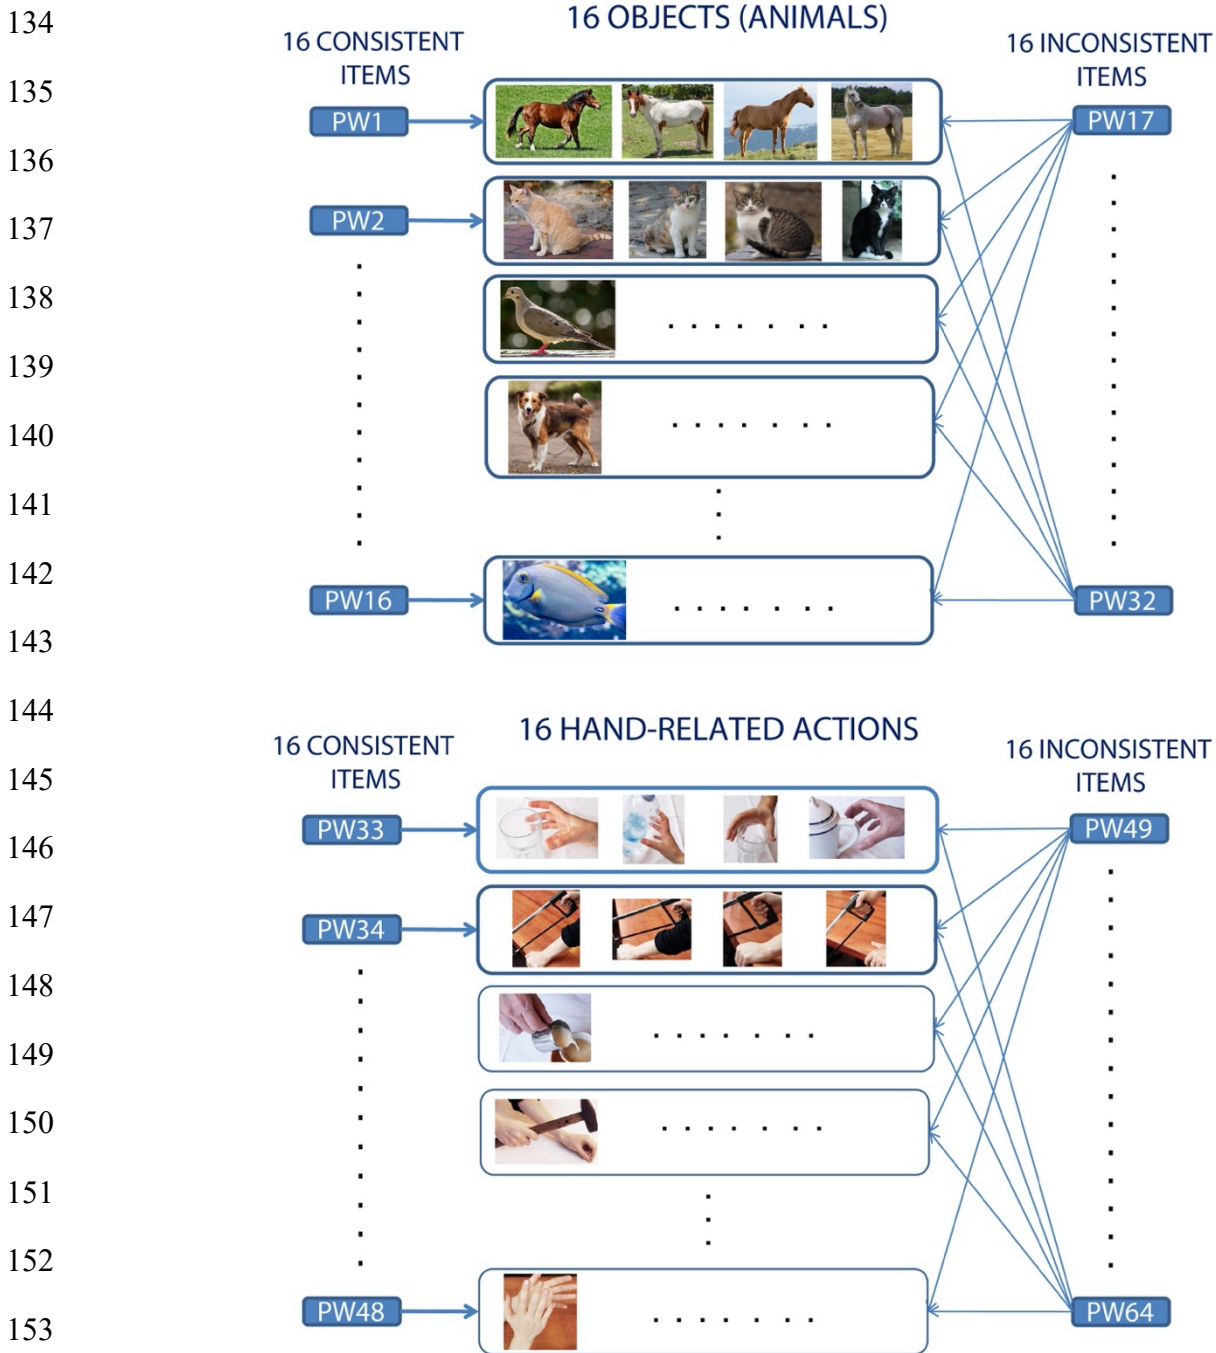 134
16 OBJECTS (ANIMALS)
16 CONSISTENT
ITEMS
16 INCONSISTENT
ITEMS
135
PW1
PW17
136
137
PW2
138
139
140
141
142
PW16
PW32
143
144
16 HAND-RELATED ACTIONS
16 CONSISTENT
ITEMS
16 INCONSISTENT
ITEMS
145
PW33
PW49
146
147
PW34
148
149
150
151
152
PW48
PW64
153